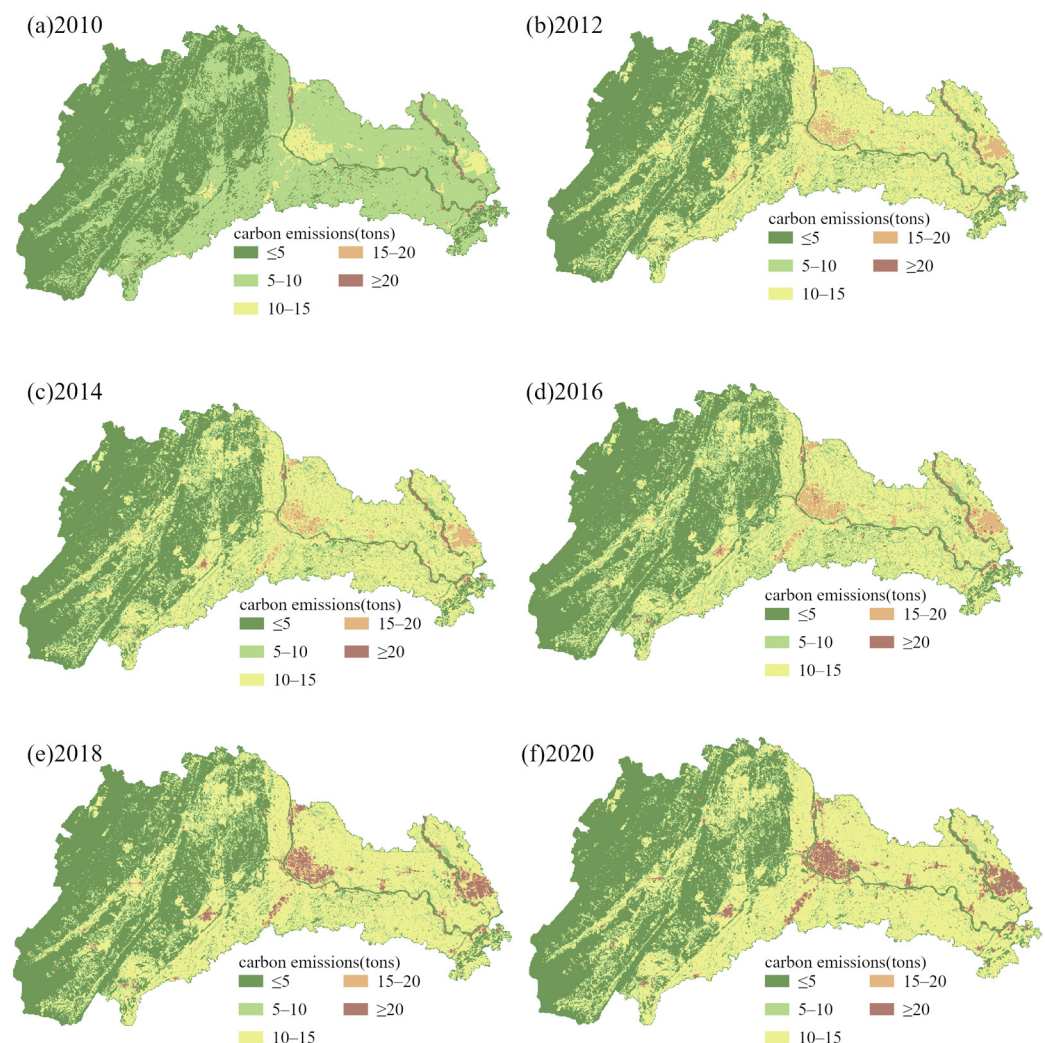 (a)2010
carbon emissions(tons)
≤5 15–20
5–10 ≥20
10–15
(b)2012
carbon emissions(tons)
≤5 15–20
5–10 ≥20
10–15
(c)2014
carbon emissions(tons)
≤5 15–20
5–10 ≥20
10–15
(d)2016
carbon emissions(tons)
≤5 15–20
5–10 ≥20
10–15
(e)2018
carbon emissions(tons)
≤5 15–20
5–10 ≥20
10–15
(f)2020
carbon emissions(tons)
≤5 15–20
5–10 ≥20
10–15